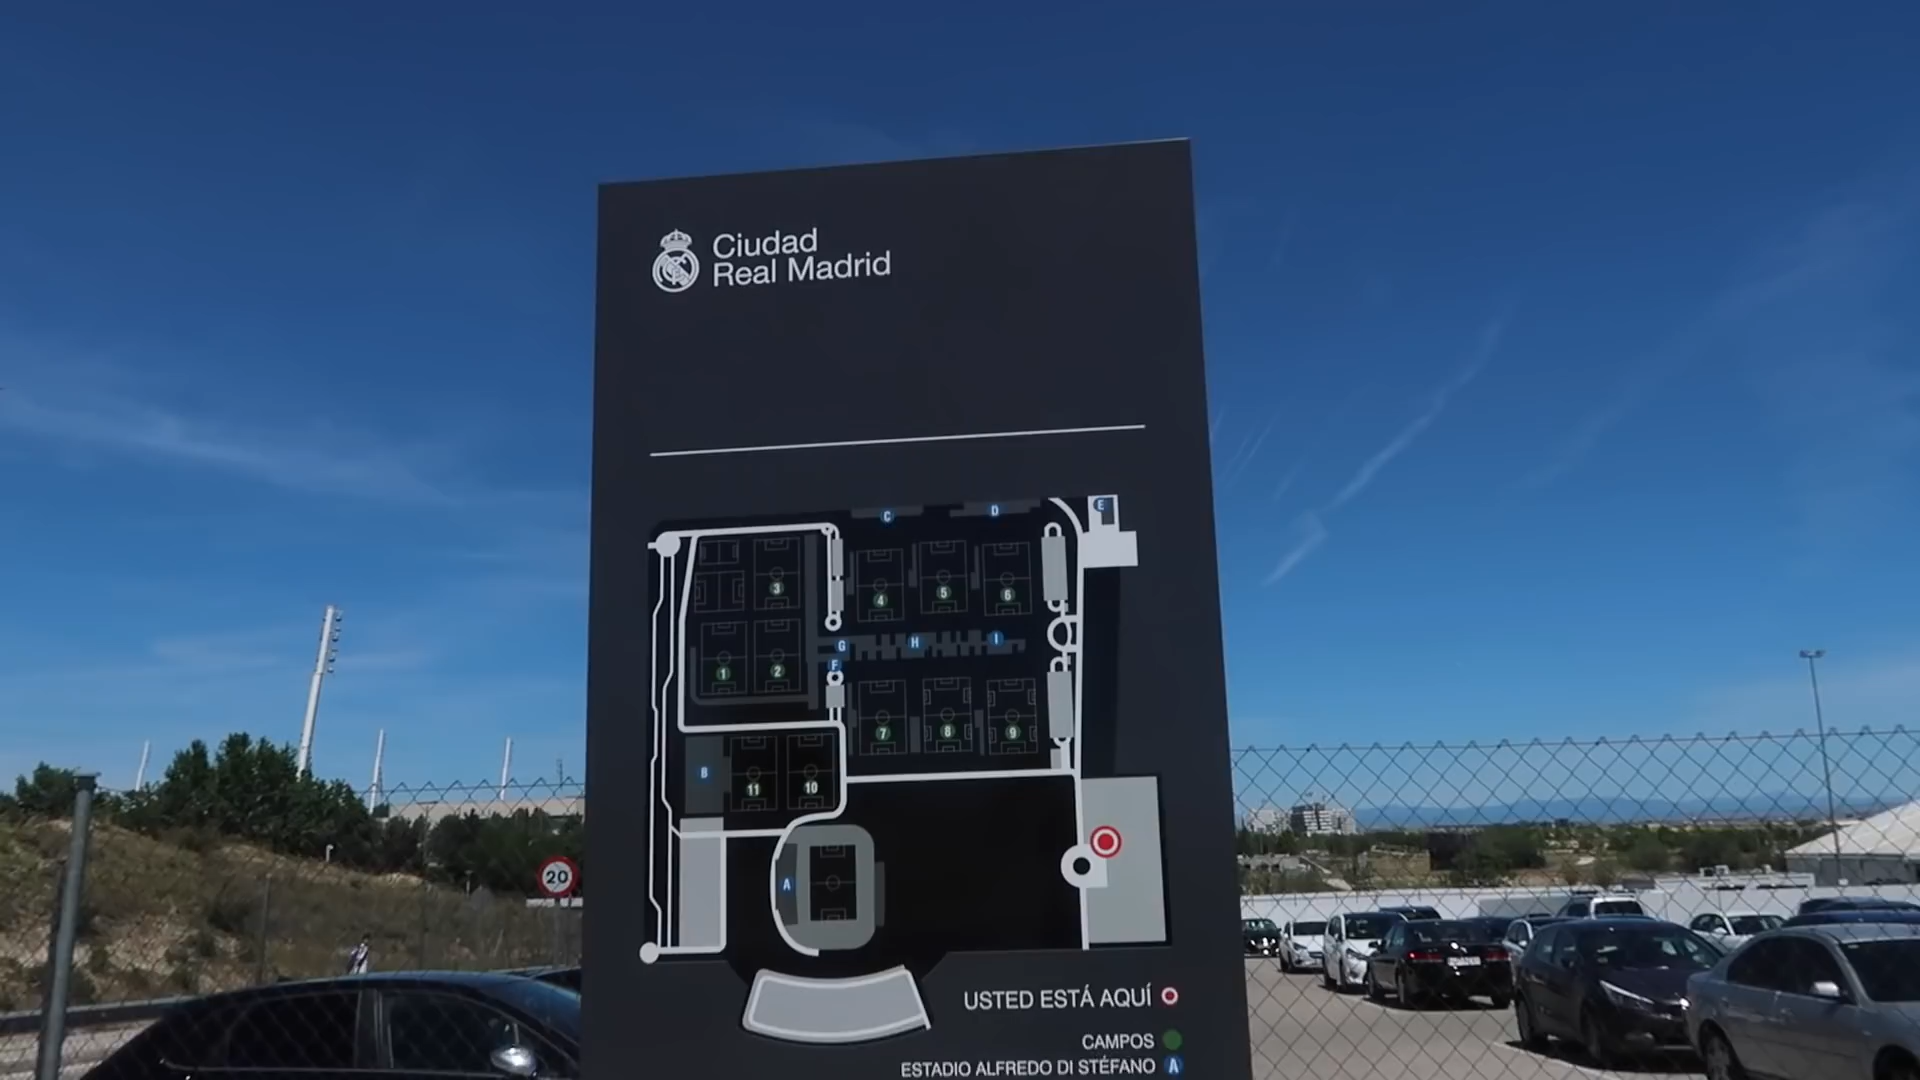 Ciudad
Real Madrid
C
D
E
3
4
5
6
G
H
I
F
1
2
7
8
9
B
11
10
A
USTED ESTÁ AQUÍ
CAMPOS
ESTADIO ALFREDO DI STÉFANO A
20